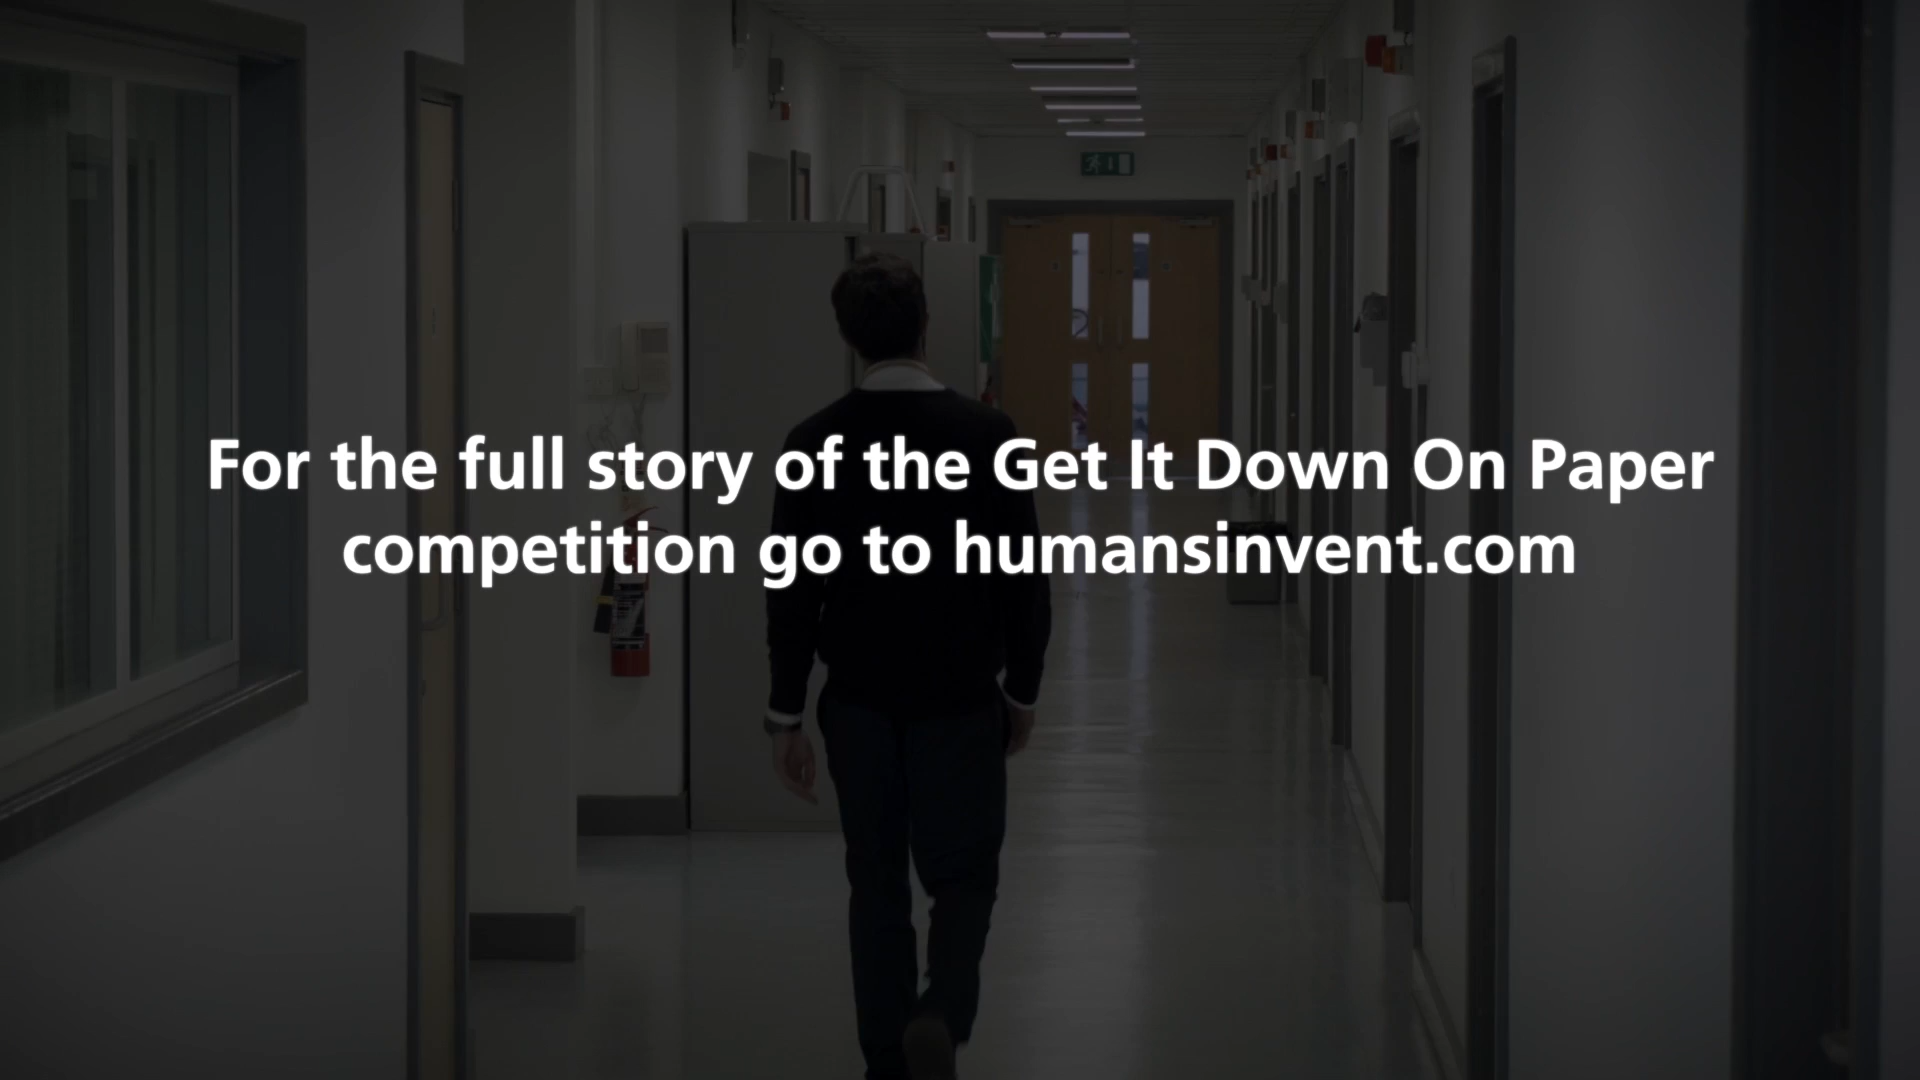 For the full story of the Get It Down On Paper
competition go to humansinvent.com